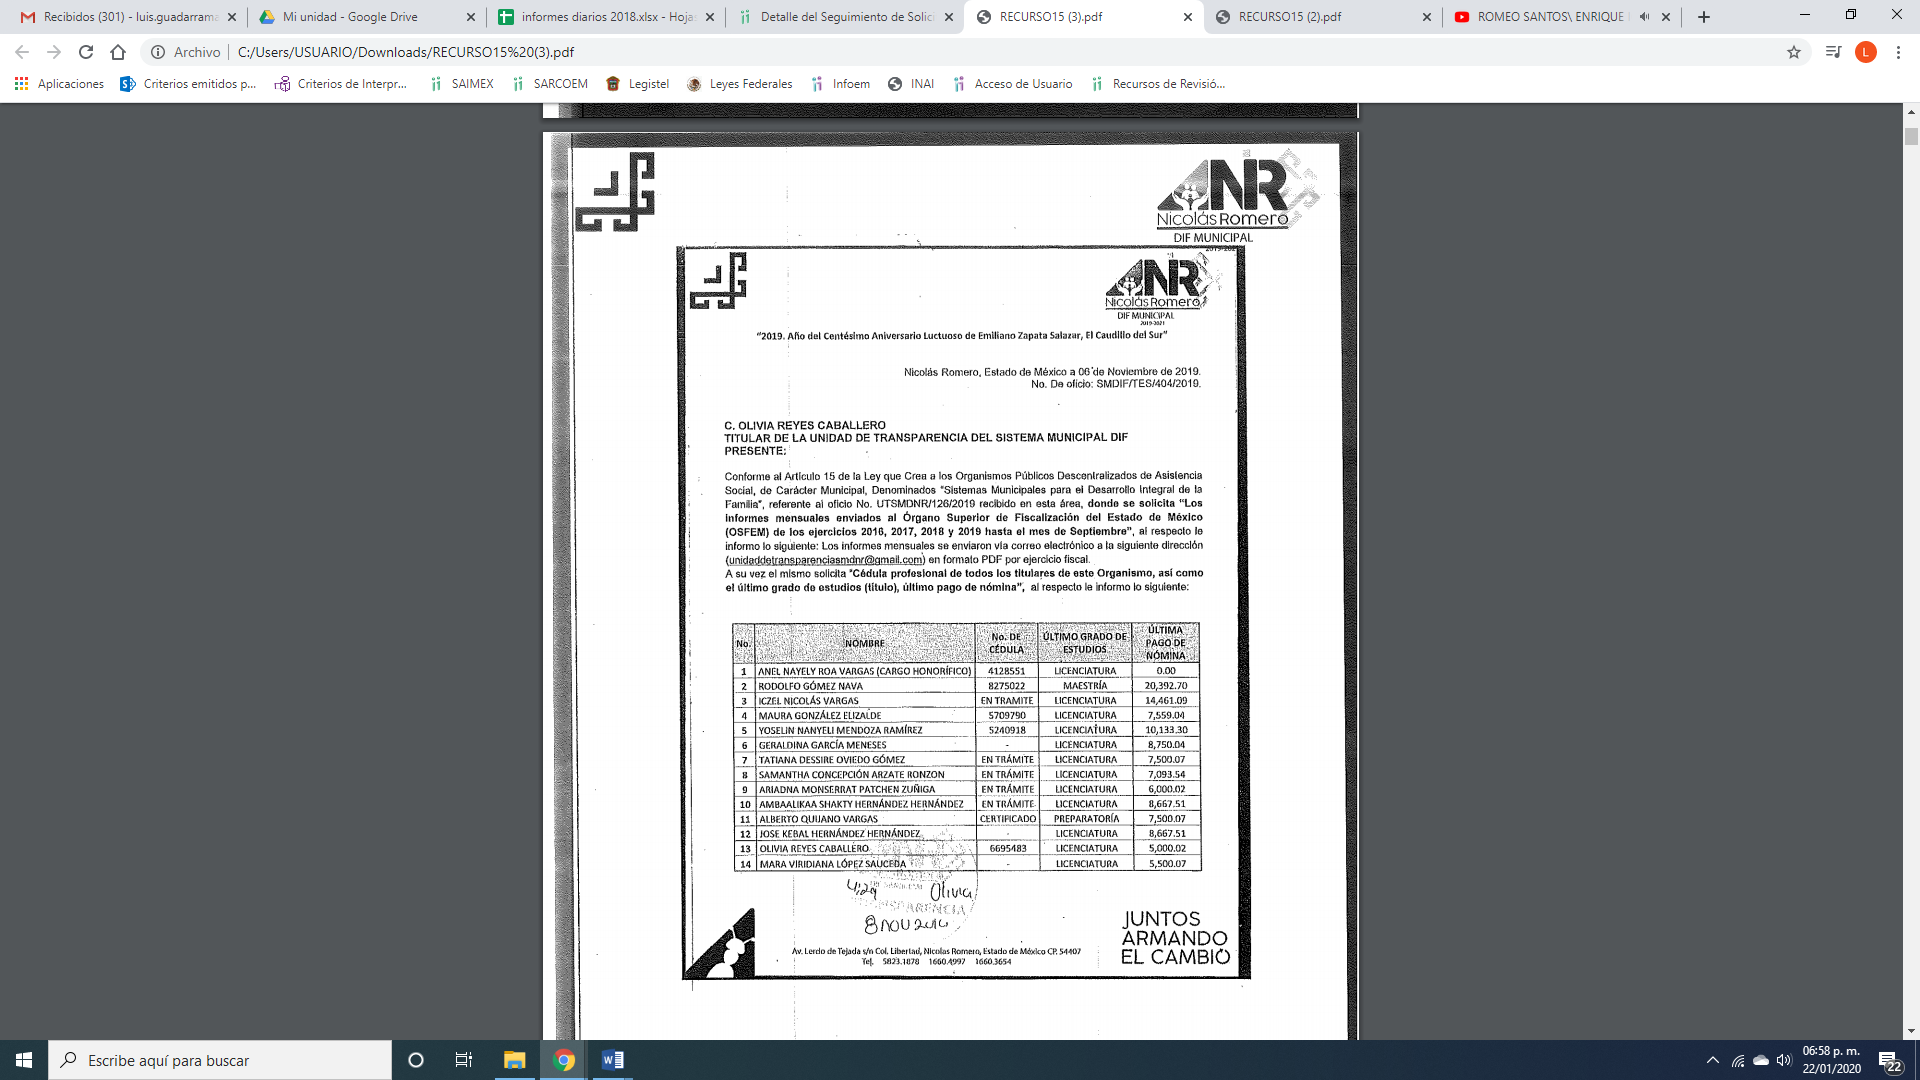 Recibidos (301) - luis.guadarrama
Mi unidad - Google Drive
informes diarios 2018.xlsx - Hoja
Detalle del Seguimiento de Solici
RECURSO15 (3).pdf
RECURSO15 (2).pdf
ROMEO SANTOS\ ENRIQUE
Archivo
C:/Users/USUARIO/Downloads/RECURSO15%20(3).pdf
L
Aplicaciones
Criterios emitidos p...
Criterios de Interpr...
SAIMEX
SARCOEM
Legistel
Leyes Federales
Infoem
INAI
Acceso de Usuario
Recursos de Revisió...
ANR
Nicolás Romero
DIF MUNICIPAL
2019-2021
ANR
Nicolás Romero
DIF MUNICIPAL
2019-2021
"2019. Año del Centésimo Aniversario Luctuoso de Emiliano Zapata Salazar, El Caudillo del Sur"
Nicolás Romero, Estado de México a 06 de Noviembre de 2019.
No. De oficio: SMDIF/TES/404/2019.
C. OLIVIA REYES CABALLERO
TITULAR DE LA UNIDAD DE TRANSPARENCIA DEL SISTEMA MUNICIPAL DIF
PRESENTE:
Conforme al Artículo 15 de la Ley que Crea a los Organismos Públicos Descentralizados de Asistencia
Social, de Carácter Municipal, Denominados "Sistemas Municipales para el Desarrollo Integral de la
Familia", referente al oficio No. UTSMDNR/126/2019 recibido en esta área, donde se solicita "Los
informes mensuales enviados al Órgano Superior de Fiscalización del Estado de México
(OSFEM) de los ejercicios 2016, 2017, 2018 y 2019 hasta el mes de Septiembre", al respecto le
informo lo siguiente: Los informes mensuales se enviaron vía correo electrónico a la siguiente dirección
(unidaddetransparenciasmdnr@gmail.com) en formato PDF por ejercicio fiscal.
A su vez el mismo solicita "Cédula profesional de todos los titulares de este Organismo, así como
el último grado de estudios (título), último pago de nómina", al respecto le informo lo siguiente:
No. NOMBRE No. DE CÉDULA ÚLTIMO GRADO DE ESTUDIOS ÚLTIMA PAGO DE NÓMINA
1 ANEL NAYELY ROA VARGAS (CARGO HONORÍFICO) 4128551 LICENCIATURA 0.00
2 RODOLFO GÓMEZ NAVA 8275022 MAESTRÍA 20,392.70
3 ICZEL NICOLÁS VARGAS EN TRAMITE LICENCIATURA 14,461.09
4 MAURA GONZÁLEZ ELIZALDE 5709790 LICENCIATURA 7,559.04
5 YOSELIN NANYELI MENDOZA RAMÍREZ 5240918 LICENCIATURA 10,133.30
6 GERALDINA GARCÍA MENESES - LICENCIATURA 8,750.04
7 TATIANA DESSIRE OVIEDO GÓMEZ EN TRÁMITE LICENCIATURA 7,500.07
8 SAMANTHA CONCEPCIÓN ARZATE RONZON EN TRÁMITE LICENCIATURA 7,093.54
9 ARIADNA MONSERRAT PATCHEN ZUÑIGA EN TRÁMITE LICENCIATURA 6,000.02
10 AMBAALIKAA SHAKTY HERNÁNDEZ HERNÁNDEZ EN TRÁMITE LICENCIATURA 8,667.51
11 ALBERTO QUIJANO VARGAS CERTIFICADO PREPARATORÍA 7,500.07
12 JOSE KEBAL HERNÁNDEZ HERNÁNDEZ - LICENCIATURA 8,667.51
13 OLIVIA REYES CABALLERO 6695483 LICENCIATURA 5,000.02
14 MARA VIRIDIANA LÓPEZ SAUCEDA - LICENCIATURA 5,500.07
Olivia
TRANSPARENCIA
8 NOV
JUNTOS
ARMANDO
EL CAMBIO
Av. Lerdo de Tejada s/n Col. Libertad, Nicolas Romero, Estado de México CP. 54407
Tel. 5823.1878 1660.4997 1660.3654
Escribe aquí para buscar
06:58 p. m.
22/01/2020
22